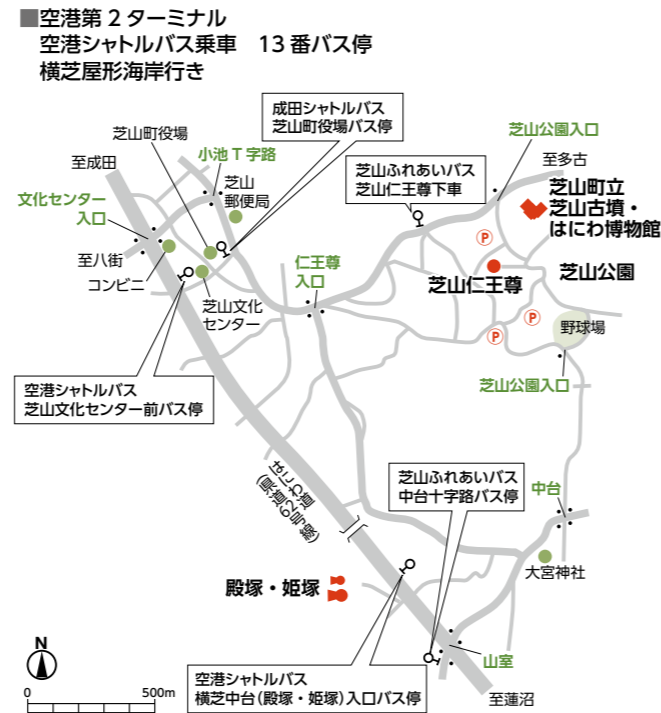 ■空港第2ターミナル
空港シャトルバス乗車　13番バス停
横芝屋形海岸行き
成田シャトルバス
芝山町役場バス停
芝山町役場
小池T字路
芝山公園入口
至成田
芝山ふれあいバス
芝山仁王尊下車
至多古
芝山
郵便局
文化センター
入口
芝山町立
芝山古墳・
はにわ博物館
P
至八街
コンビニ
仁王尊
入口
芝山仁王尊
芝山公園
芝山文化
センター
P
P
野球場
空港シャトルバス
芝山文化センター前バス停
芝山公園入口
はにわ道
(県道62号線)
芝山ふれあいバス
中台十字路バス停
中台
大宮神社
殿塚・姫塚
N
山室
空港シャトルバス
横芝中台(殿塚・姫塚)入口バス停
0
500m
至蓮沼